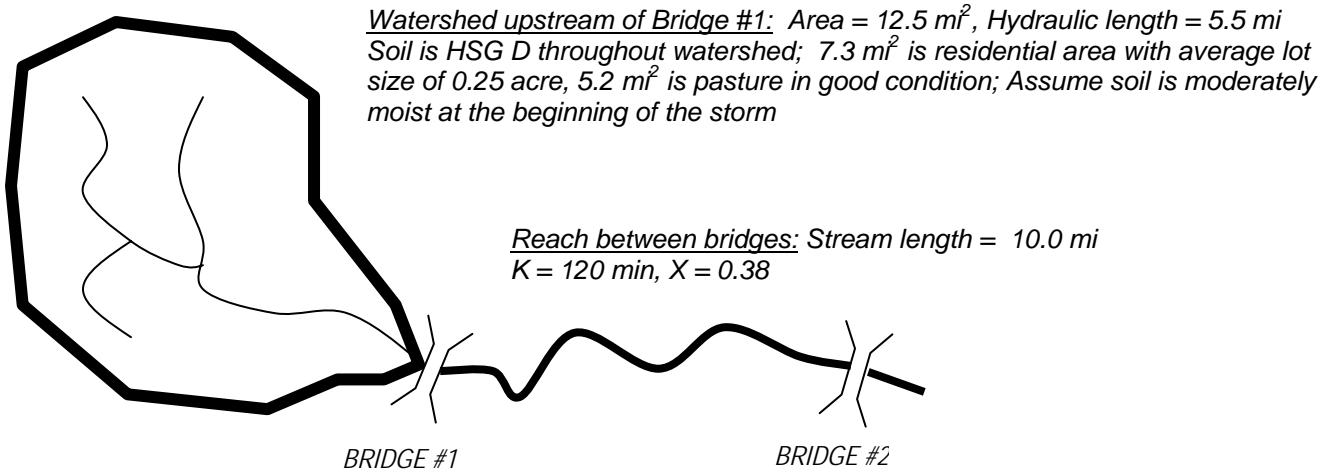 Watershed upstream of Bridge #1: Area = 12.5 mi², Hydraulic length = 5.5 mi
Soil is HSG D throughout watershed; 7.3 mi² is residential area with average lot
size of 0.25 acre, 5.2 mi² is pasture in good condition; Assume soil is moderately
moist at the beginning of the storm
Reach between bridges: Stream length = 10.0 mi
K = 120 min, X = 0.38
BRIDGE #1
BRIDGE #2